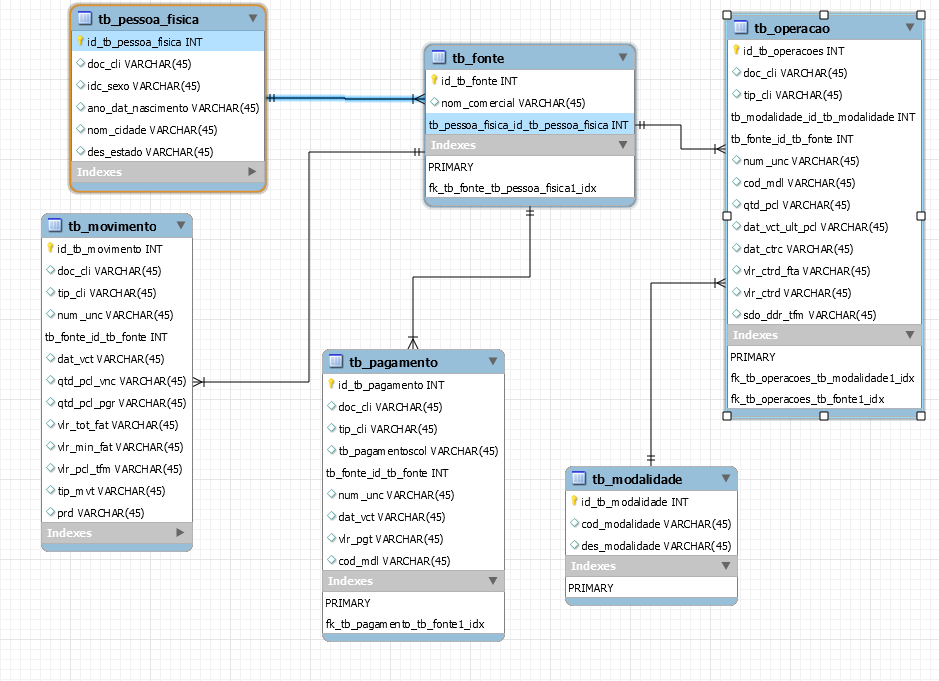 tb_pessoa_fisica
id_tb_pessoa_fisica INT
doc_cli VARCHAR(45)
idc_sexo VARCHAR(45)
ano_dat_nascimento VARCHAR(45)
nom_cidade VARCHAR(45)
des_estado VARCHAR(45)
Indexes
tb_fonte
id_tb_fonte INT
nom_comercial VARCHAR(45)
tb_pessoa_fisica_id_tb_pessoa_fisica INT
Indexes
PRIMARY
fk_tb_fonte_tb_pessoa_fisica1_idx
tb_operacao
id_tb_operacoes INT
doc_cli VARCHAR(45)
tip_cli VARCHAR(45)
tb_modalidade_id_tb_modalidade INT
tb_fonte_id_tb_fonte INT
num_unc VARCHAR(45)
cod_mdl VARCHAR(45)
qtd_pcl VARCHAR(45)
dat_vct_ult_pcl VARCHAR(45)
dat_ctrc VARCHAR(45)
vlr_ctrd_fta VARCHAR(45)
vlr_ctrd VARCHAR(45)
sdo_ddr_tfm VARCHAR(45)
Indexes
PRIMARY
fk_tb_operacoes_tb_modalidade1_idx
fk_tb_operacoes_tb_fonte1_idx
tb_movimento
id_tb_movimento INT
doc_cli VARCHAR(45)
tip_cli VARCHAR(45)
num_unc VARCHAR(45)
tb_fonte_id_tb_fonte INT
dat_vct VARCHAR(45)
qtd_pcl_vnc VARCHAR(45)
qtd_pcl_pgr VARCHAR(45)
vlr_tot_fat VARCHAR(45)
vlr_min_fat VARCHAR(45)
vlr_pcl_tfm VARCHAR(45)
tip_mvt VARCHAR(45)
prd VARCHAR(45)
Indexes
tb_pagamento
id_tb_pagamento INT
doc_cli VARCHAR(45)
tip_cli VARCHAR(45)
tb_pagamentoscol VARCHAR(45)
tb_fonte_id_tb_fonte INT
num_unc VARCHAR(45)
dat_vct VARCHAR(45)
vlr_pgt VARCHAR(45)
cod_mdl VARCHAR(45)
Indexes
PRIMARY
fk_tb_pagamento_tb_fonte1_idx
tb_modalidade
id_tb_modalidade INT
cod_modalidade VARCHAR(45)
des_modalidade VARCHAR(45)
Indexes
PRIMARY